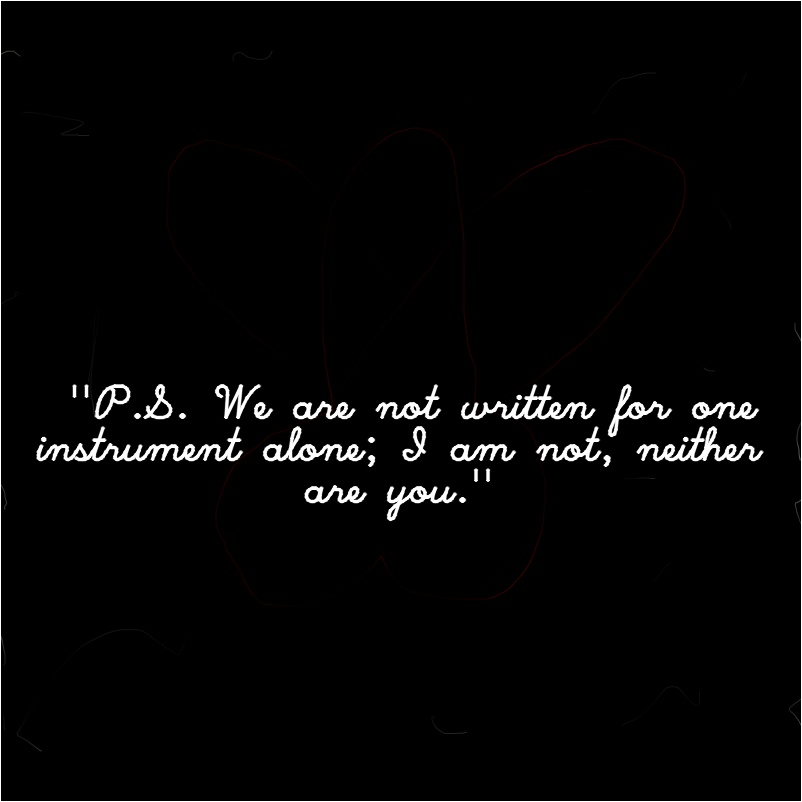 "P.S. We are not written for one
instrument alone; I am not, neither
are you."